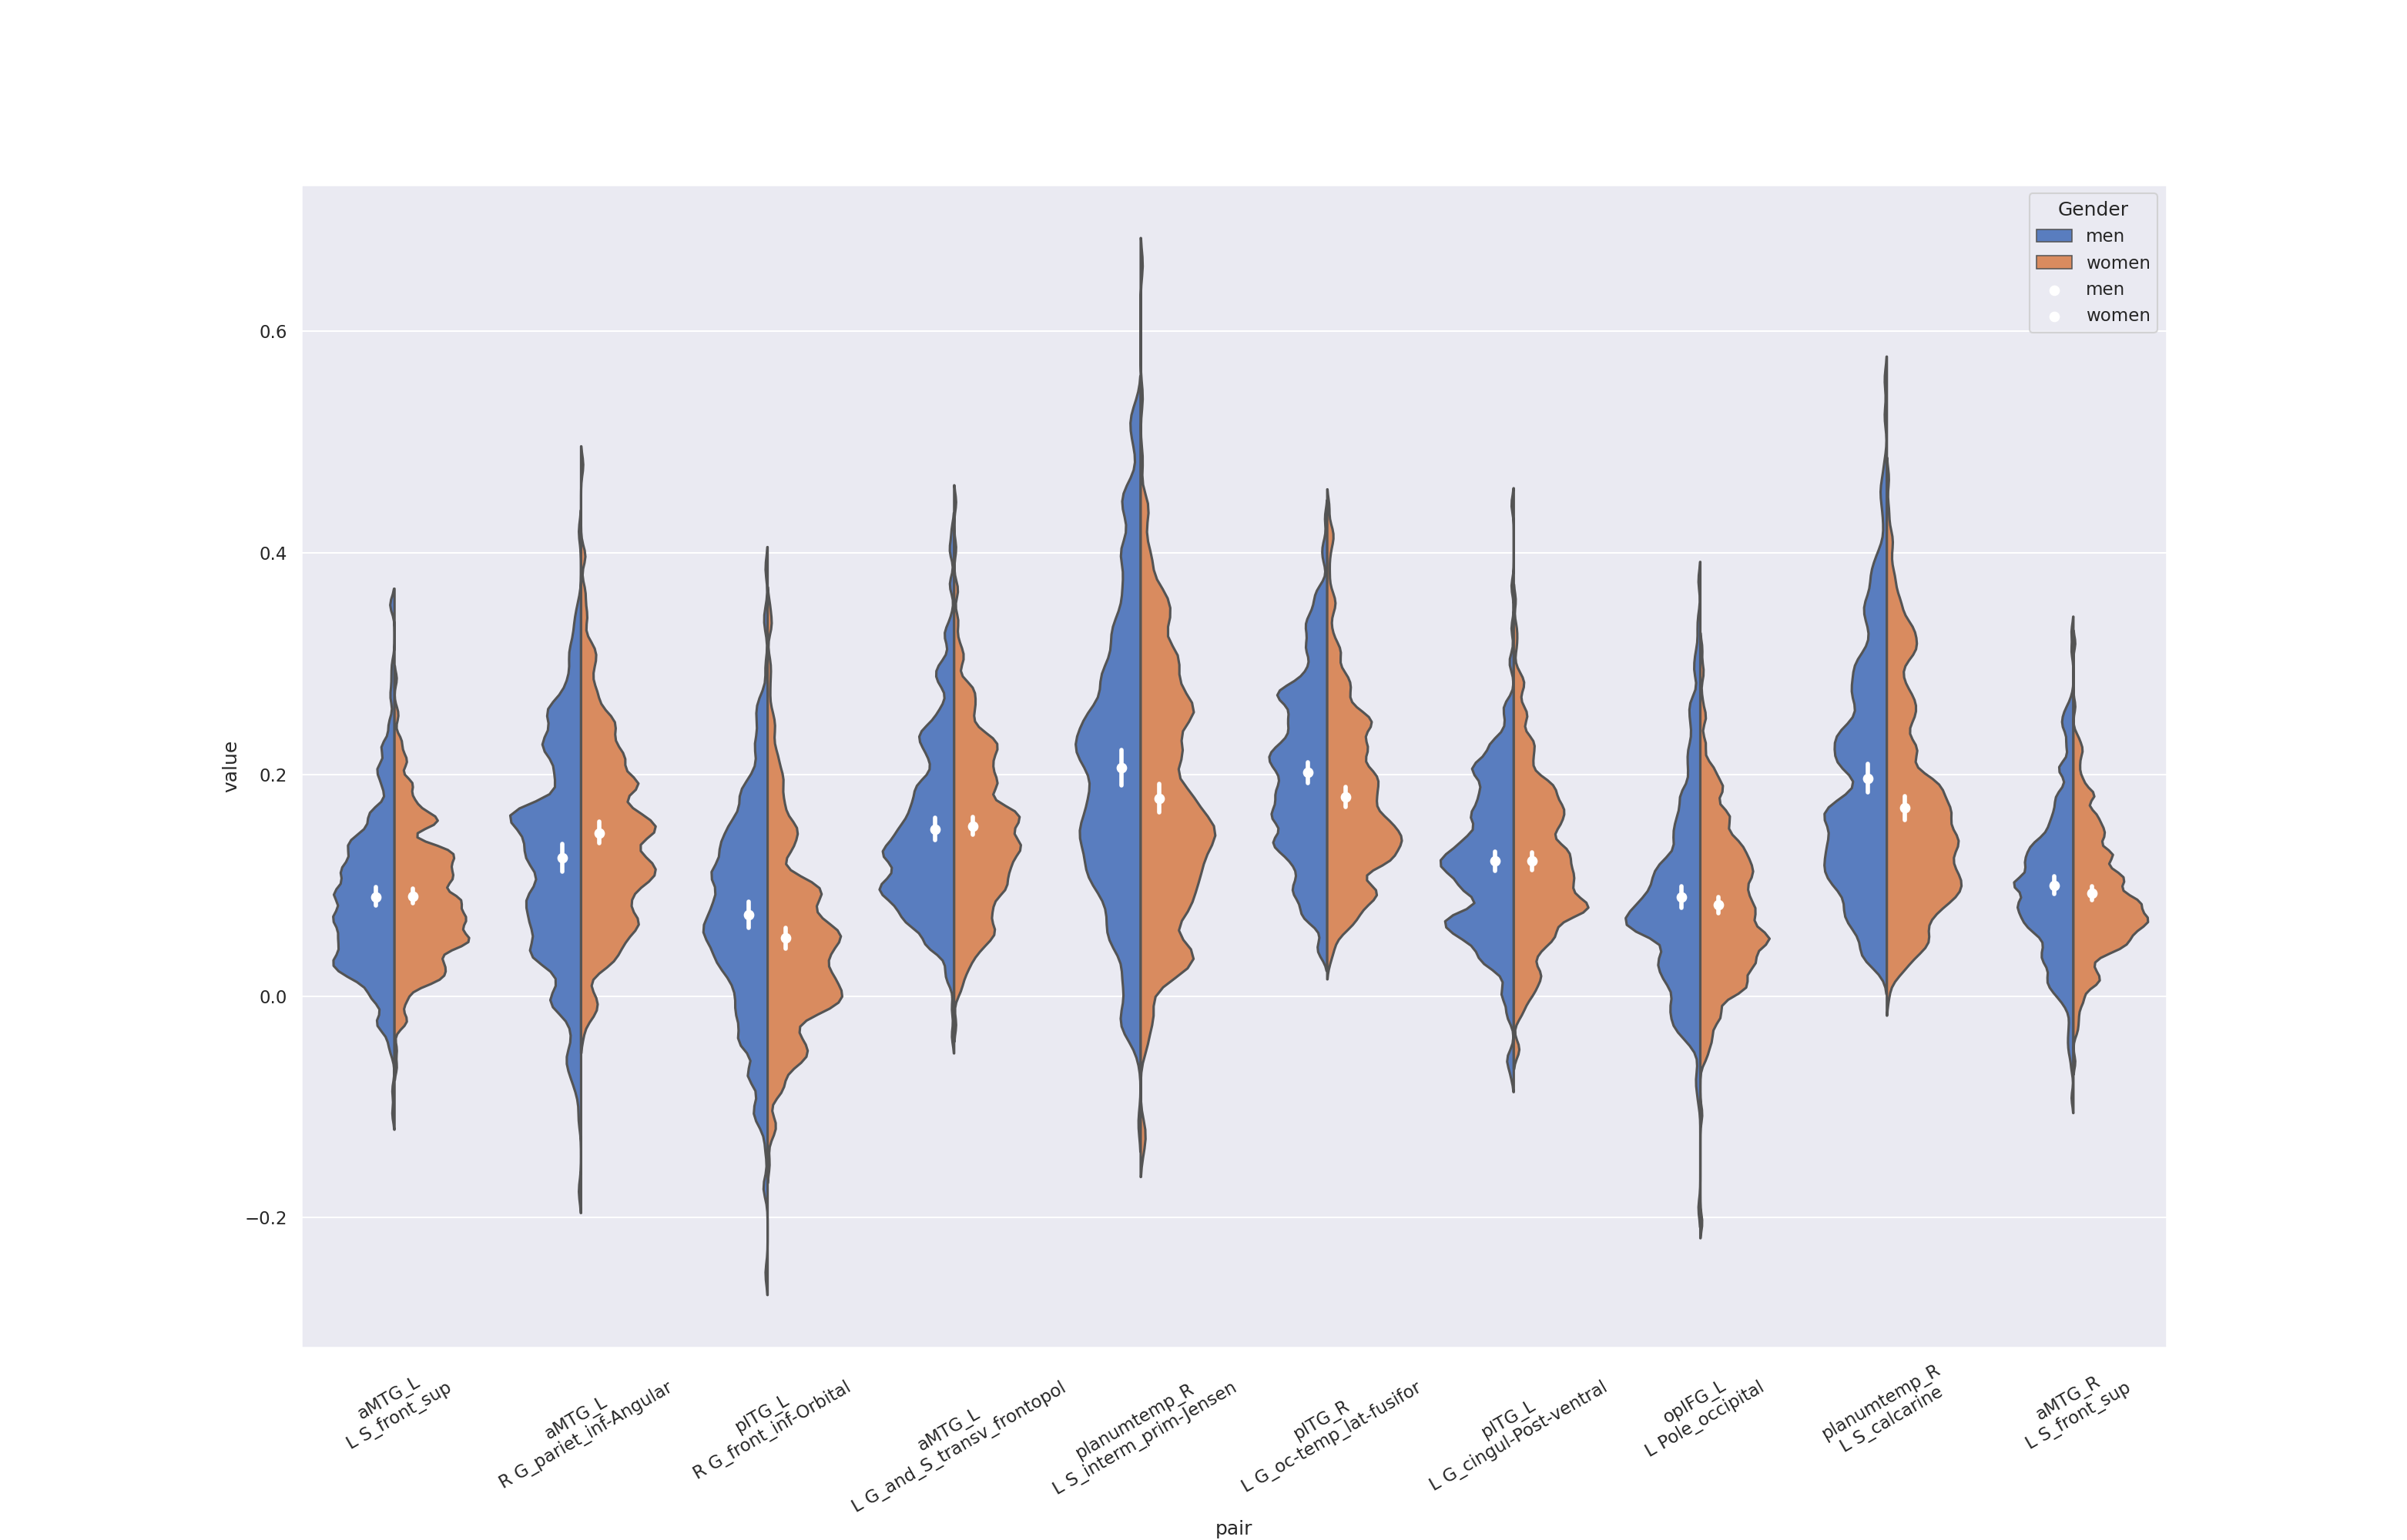 Gender
men
women
men
women
value
0.6
0.4
0.2
0.0
−0.2
aMTG_L
L S_front_sup
aMTG_L
R G_pariet_inf-Angular
pITG_L
R G_front_inf-Orbital
aMTG_L
L G_and_S_transv_frontopol
planumtemp_R
L S_interm_prim-Jensen
pITG_R
L G_oc-temp_lat-fusifor
pITG_L
L G_cingul-Post-ventral
opIFG_L
L Pole_occipital
planumtemp_R
L S_calcarine
aMTG_R
L S_front_sup
pair